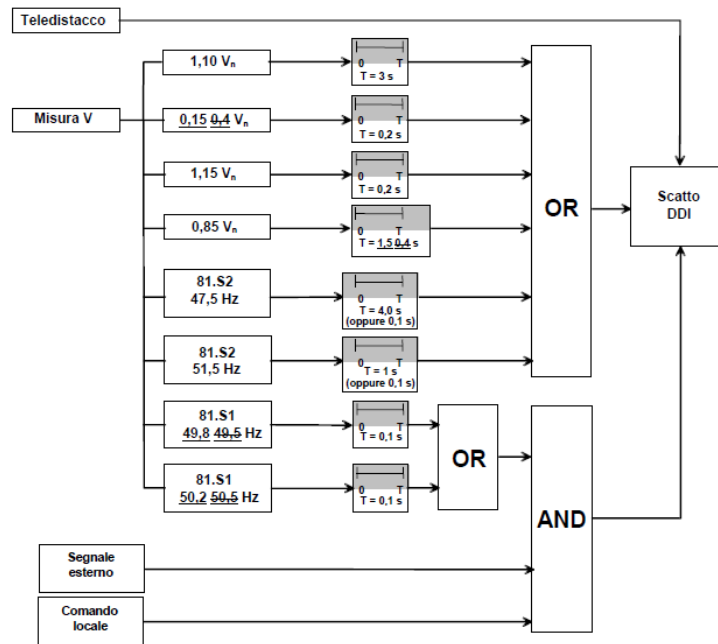 Teledistacco
1,10 Vn
0 T
T = 3 s
Misura V
0,15 0,4 Vn
0 T
T = 0,2 s
1,15 Vn
0 T
T = 0,2 s
OR
Scatto
DDI
0,85 Vn
0 T
T = 1,5 0,4 s
81.S2
47,5 Hz
0 T
T = 4,0 s
(oppure 0,1 s)
81.S2
51,5 Hz
0 T
T = 1 s
(oppure 0,1 s)
81.S1
49,8 49,5 Hz
0 T
T = 0,1 s
OR
81.S1
50,2 50,5 Hz
0 T
T = 0,1 s
AND
Segnale
esterno
Comando
locale